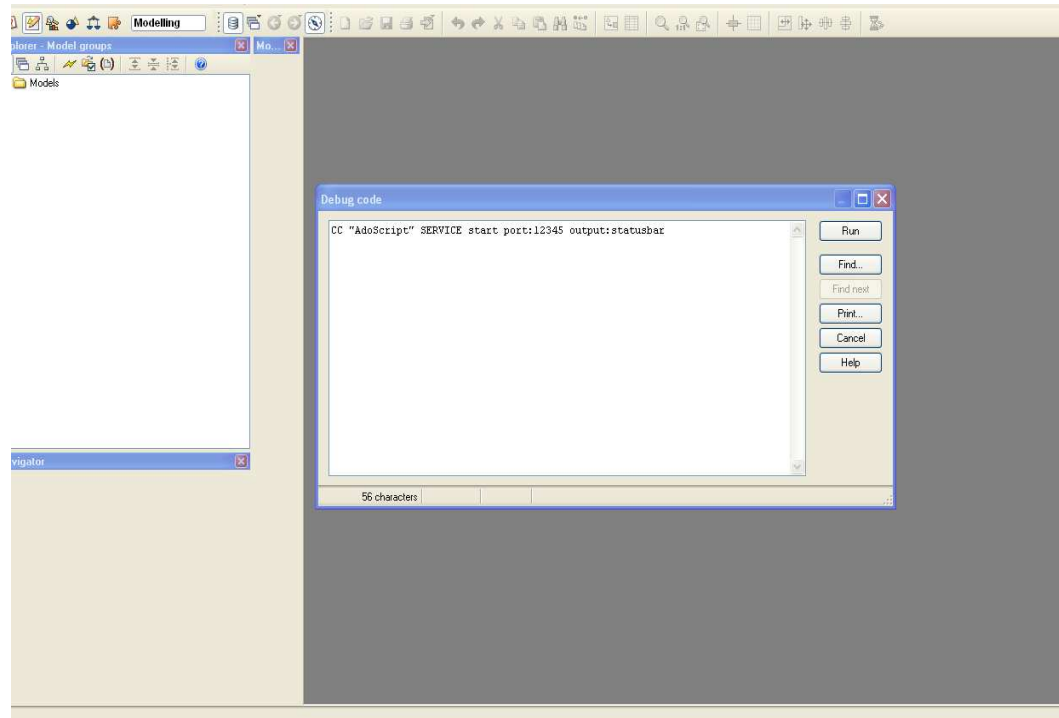 Modelling
plorer - Model groups
Mo...
Models
Debug code
CC "AdoScript" SERVICE start port:12345 output:statusbar
Run
Find...
Find next
Print...
Cancel
Help
vigator
56 characters